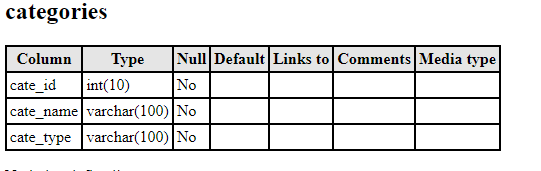 categories
Column Type Null Default Links to Comments Media type
cate_id int(10) No
cate_name varchar(100) No
cate_type varchar(100) No